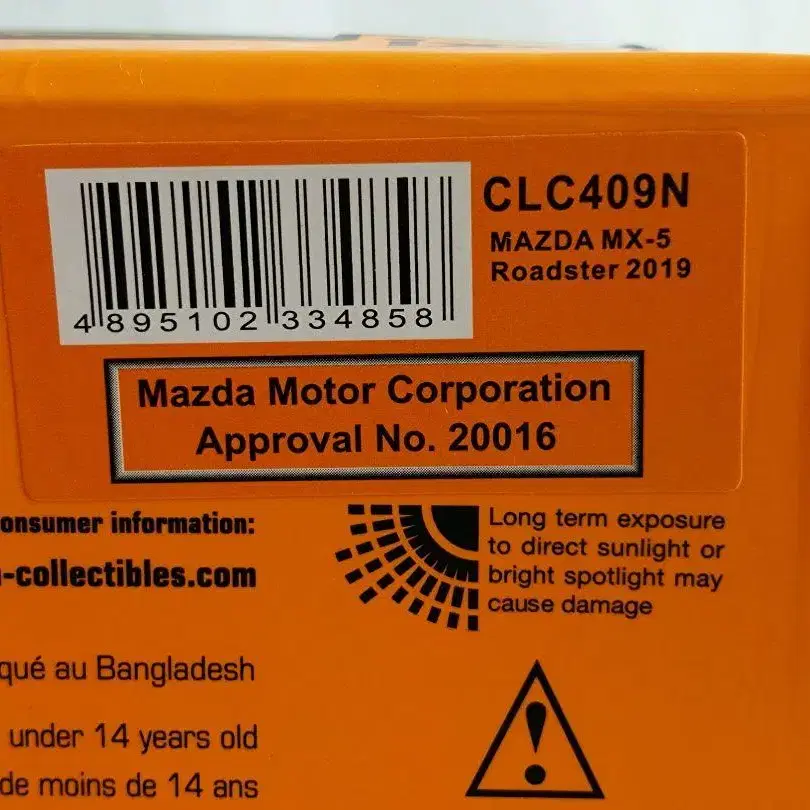 4 895102 334858
CLC409N
MAZDA MX-5
Roadster 2019
Mazda Motor Corporation
Approval No. 20016
onsumer information:
-collectibles.com
Long term exposure
to direct sunlight or
bright spotlight may
cause damage
qué au Bangladesh
under 14 years old
de moins de 14 ans